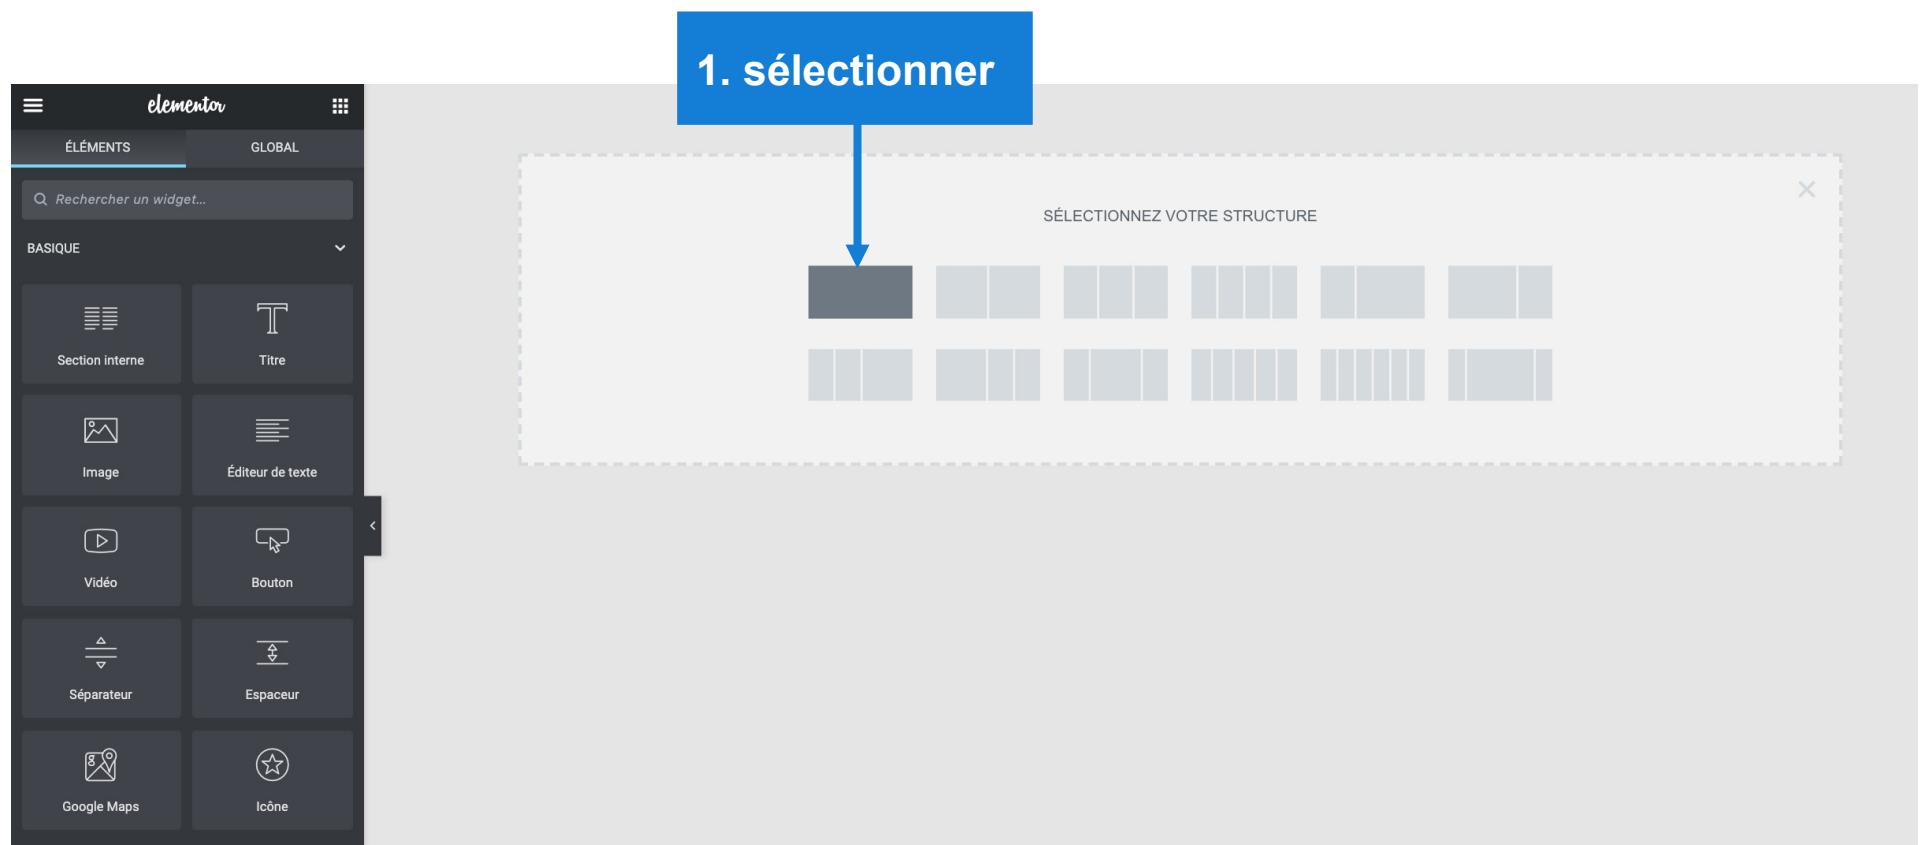 1. sélectionner
elementor
ÉLÉMENTS GLOBAL
Rechercher un widget...
BASIQUE
Section interne Titre
Image Éditeur de texte
Vidéo Bouton
Séparateur Espaceur
Google Maps Icône
SÉLECTIONNEZ VOTRE STRUCTURE